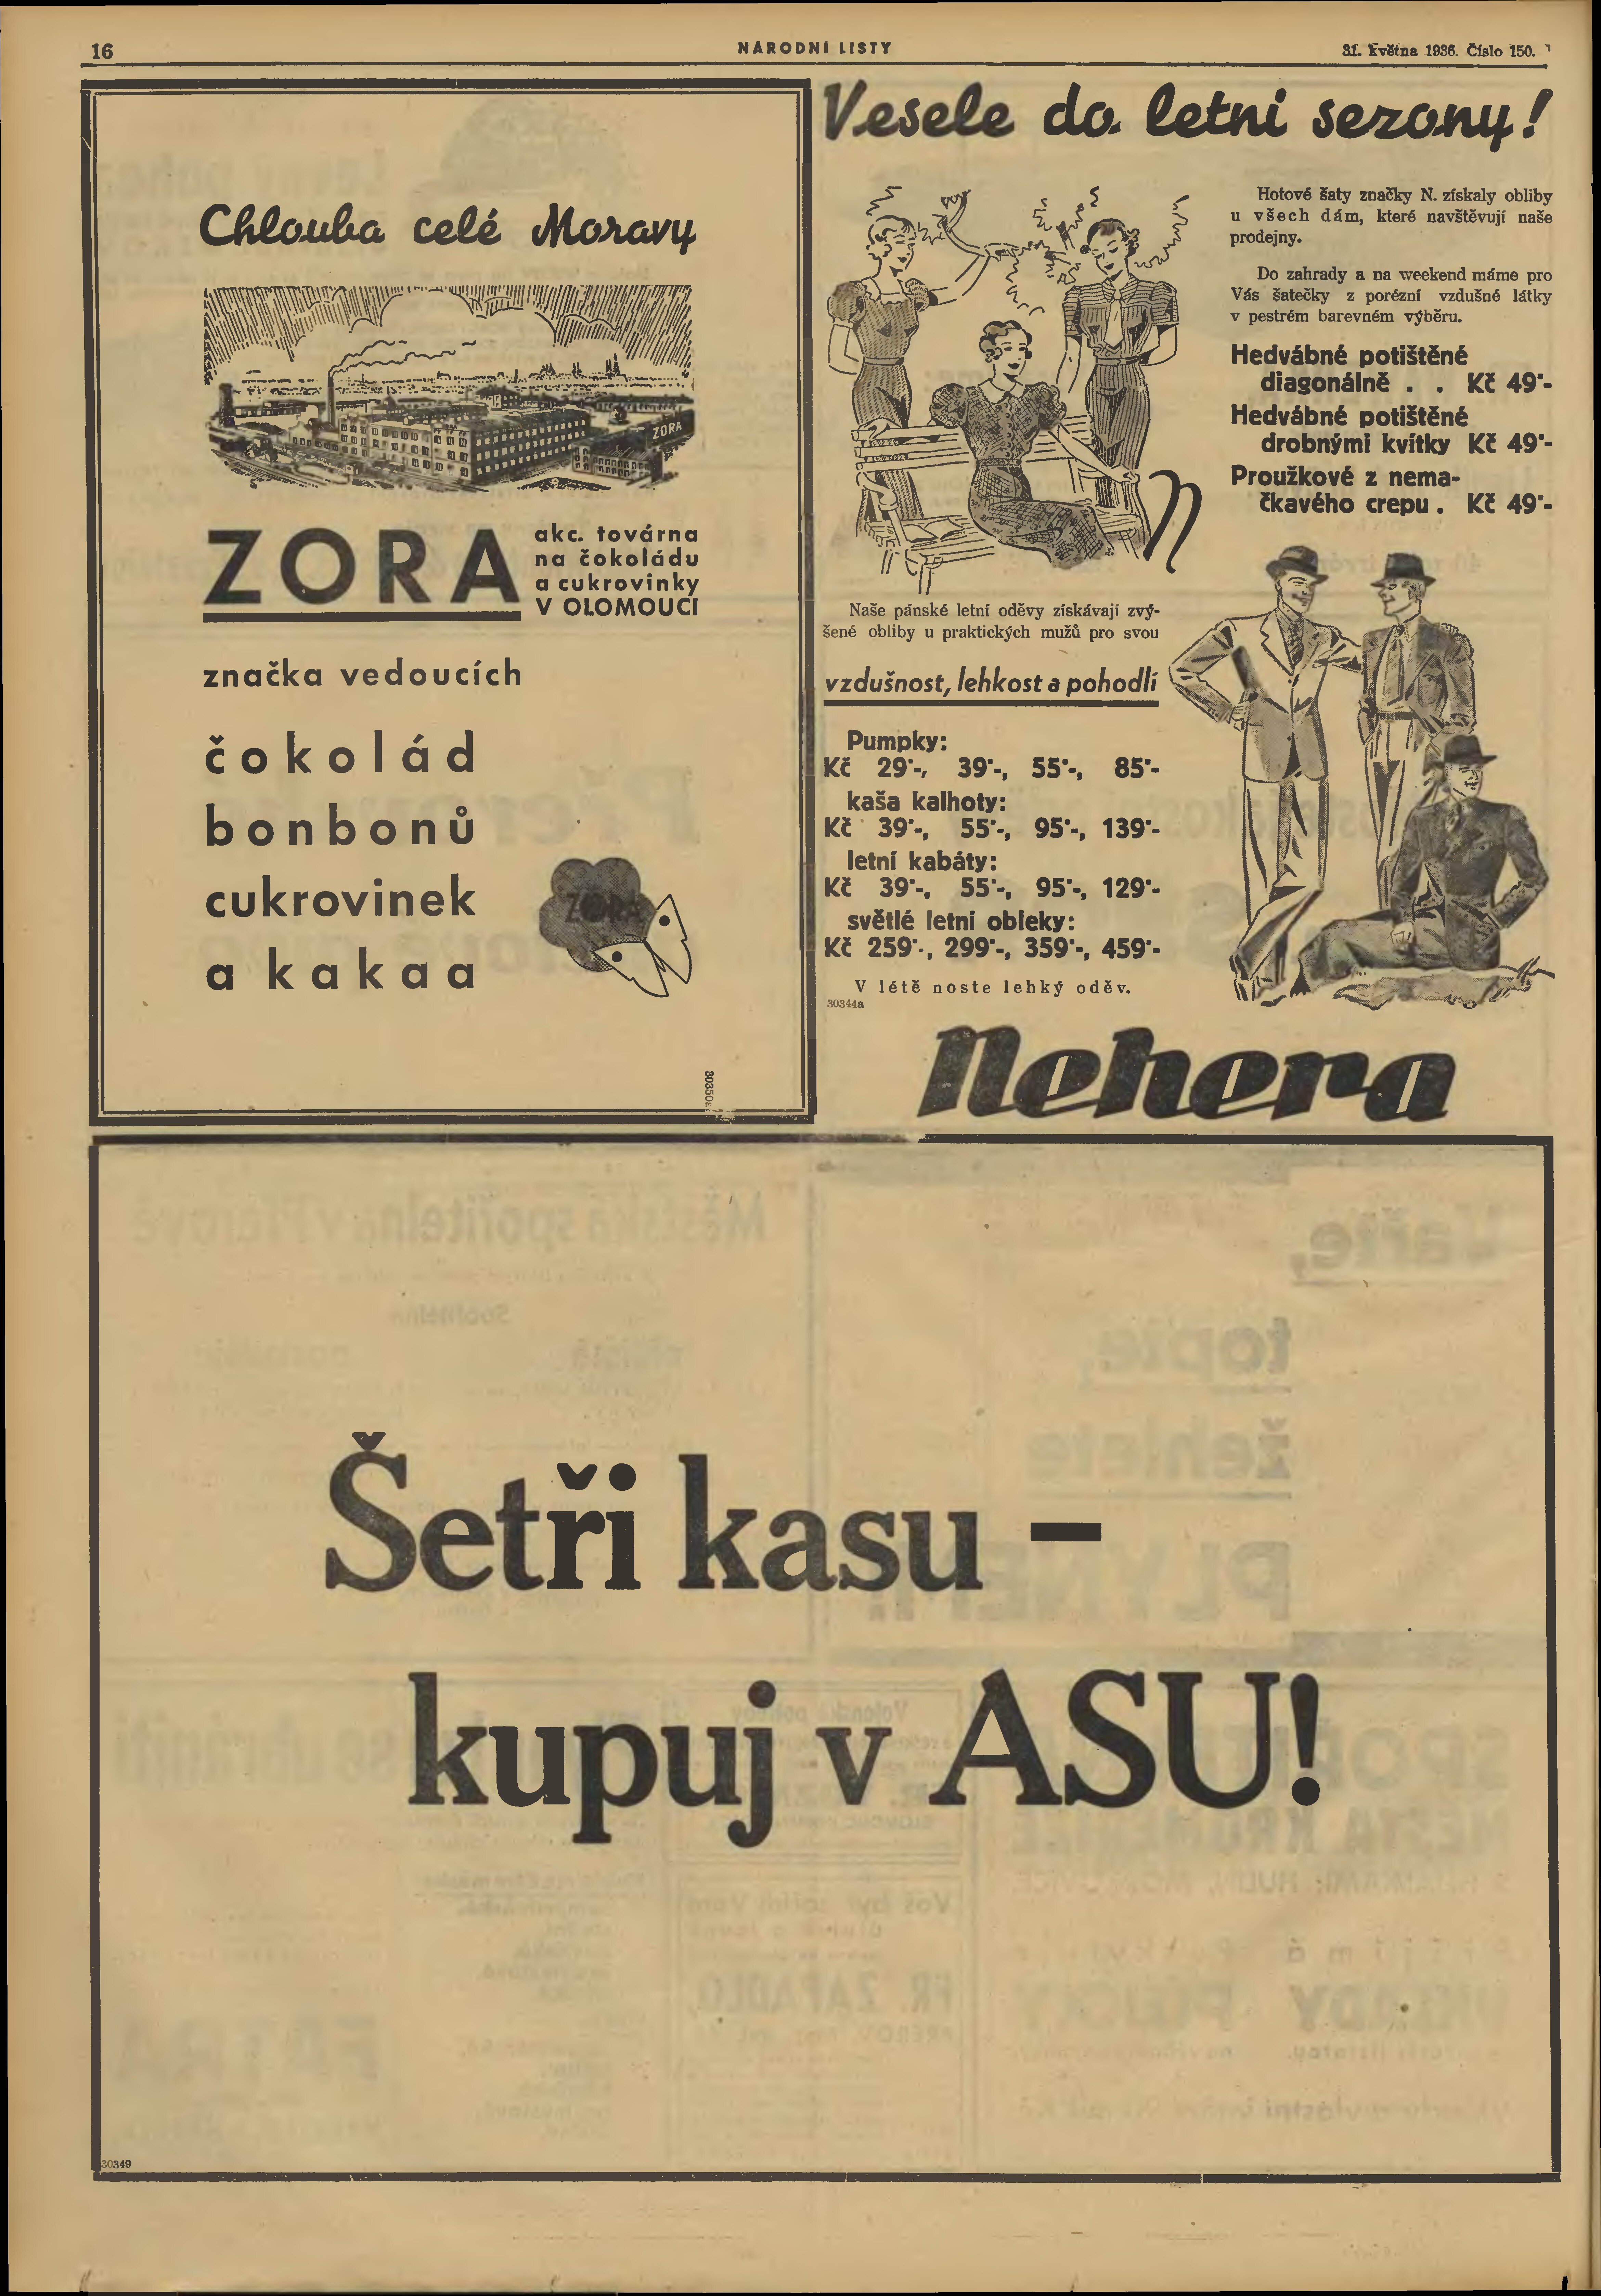 16
NÁRODNÍ LISTY
31. května 1936. Číslo 150.
Chlouba celé Moravy
ZORA
ZORA
akc. továrna
na čokoládu
a cukrovinky
V OLOMOUCI
značka vedoucích
čokolád
bonbonů
cukrovinek
a kakaa
ZORA
30350
Vesele do letní sezony!
Hotové šaty značky N. získaly obliby
u všech dám, které navštěvují naše
prodejny.
Do zahrady a na weekend máme pro
Vás šatečky z porézní vzdušné látky
v pestrém barevném výběru.
Hedvábné potištěné
diagonálně . . Kč 49·-
Hedvábné potištěné
drobnými kvítky Kč 49·-
Proužkové z nema-
čkavého crepu . Kč 49·-
n
Naše pánské letní oděvy získávají zvý-
šené obliby u praktických mužů pro svou
vzdušnost, lehkost a pohodlí
Pumpky:
Kč 29·-, 39·-, 55·-, 85·-
kaša kalhoty:
Kč 39·-, 55·-, 95·-, 139·-
letní kabáty:
Kč 39·-, 55·-, 95·-, 129·-
světlé letní obleky:
Kč 259·-, 299·-, 359·-, 459·-
V létě noste lehký oděv.
30344a
Nehera
Šetři kasu –
kupuj v ASU!
30349